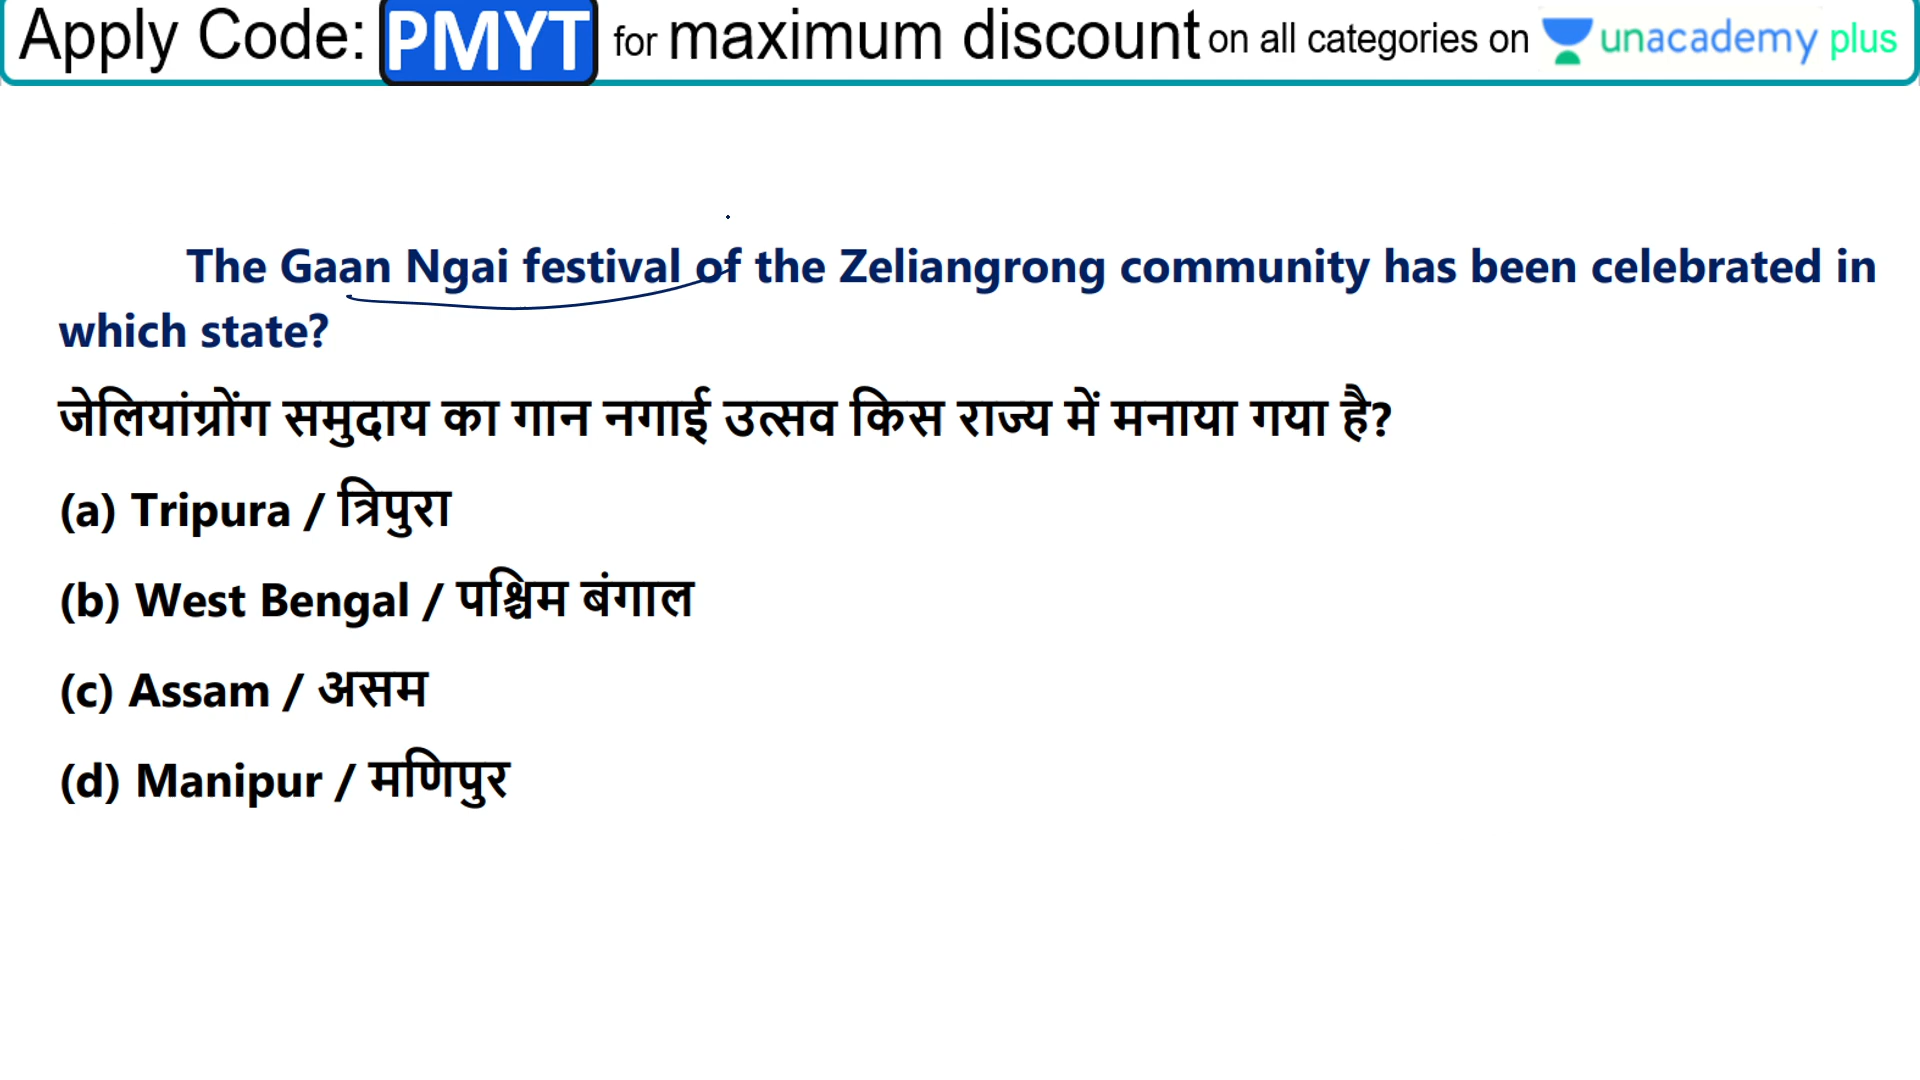 Apply Code: PMYT for maximum discount on all categories on unacademy plus
The Gaan Ngai festival of the Zeliangrong community has been celebrated in
which state?
जेलियांग्रोंग समुदाय का गान नगाई उत्सव किस राज्य में मनाया गया है?
(a) Tripura / त्रिपुरा
(b) West Bengal / पश्चिम बंगाल
(c) Assam / असम
(d) Manipur / मणिपुर